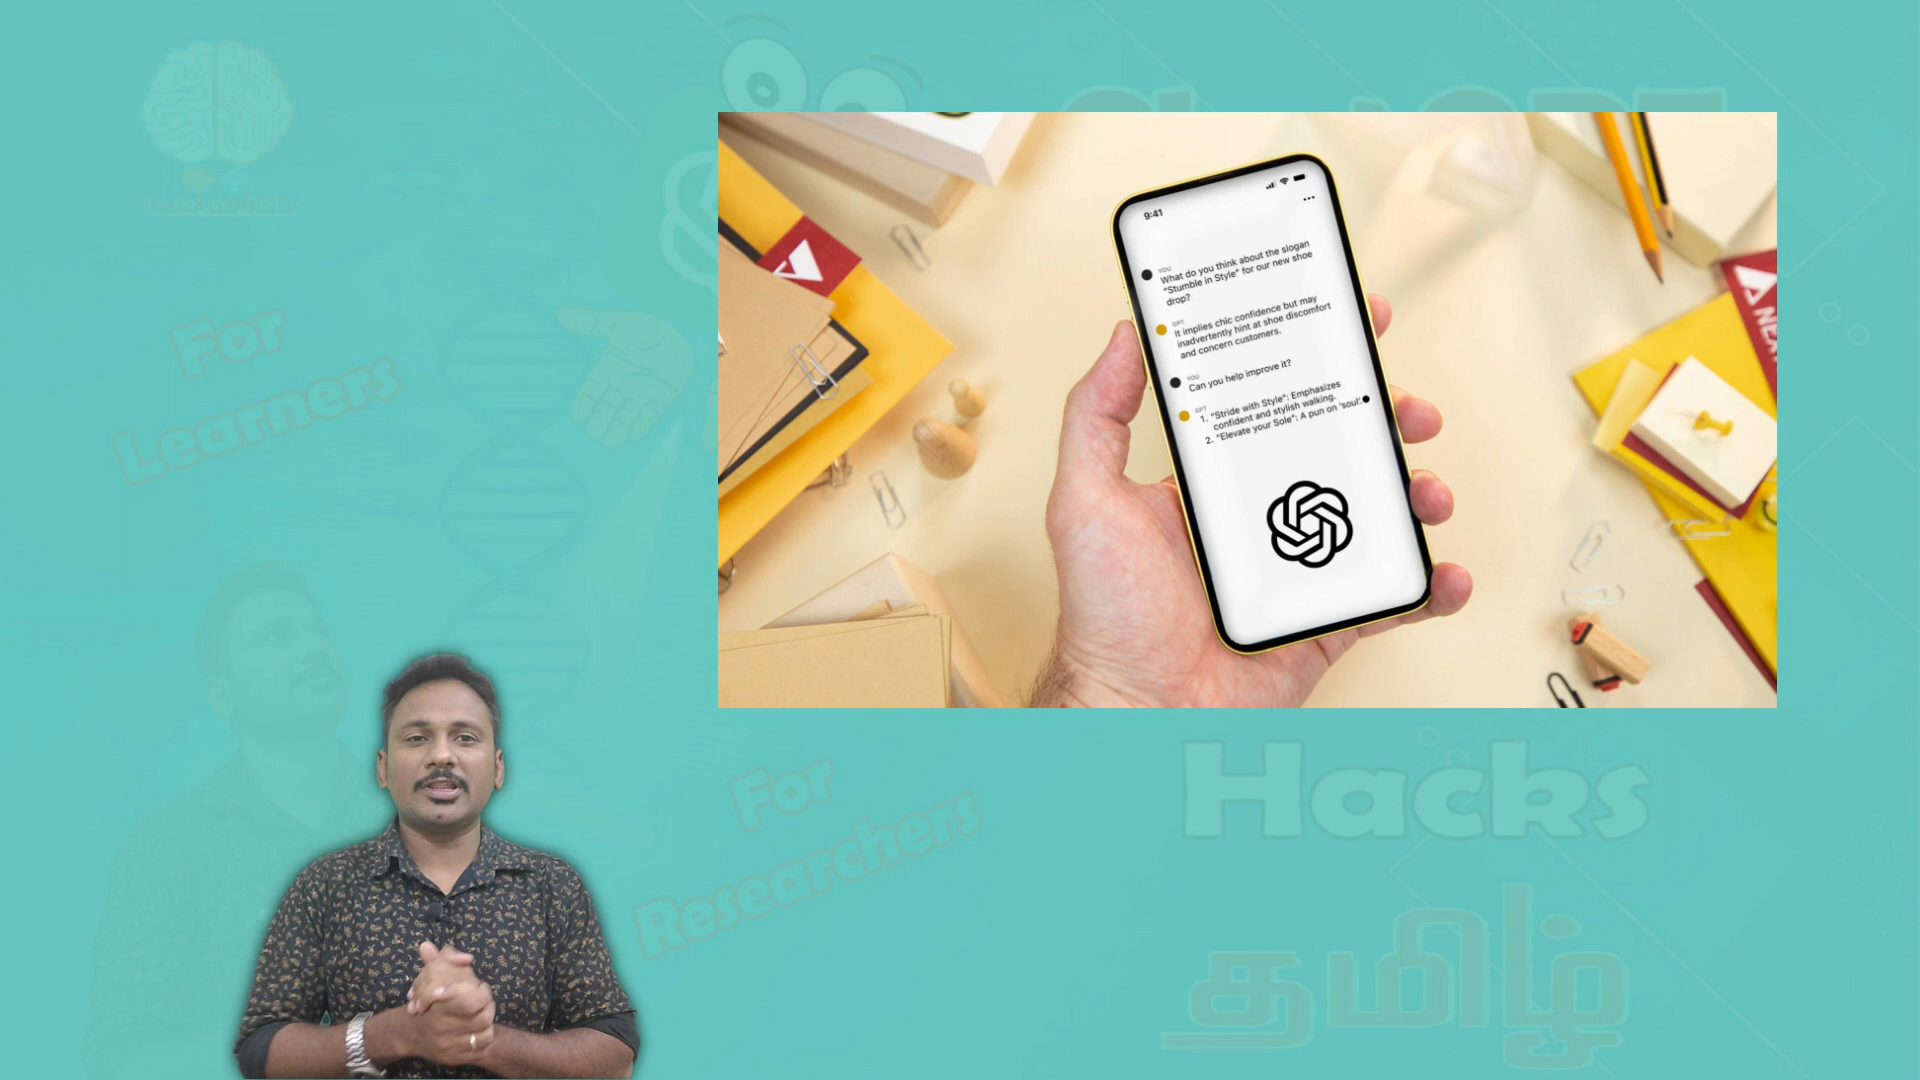 ChatGPT
For
Learners
9:41
YOU
What do you think about the slogan
"Stumble in Style" for our new shoe
drop?
GPT
It implies chic confidence but may
inadvertently hint at shoe discomfort
and concern customers.
YOU
Can you help improve it?
GPT
1. "Stride with Style": Emphasizes
confident and stylish walking.
2. "Elevate your Sole": A pun on 'soul'.
For
Researchers
Hacks
தமிழ்